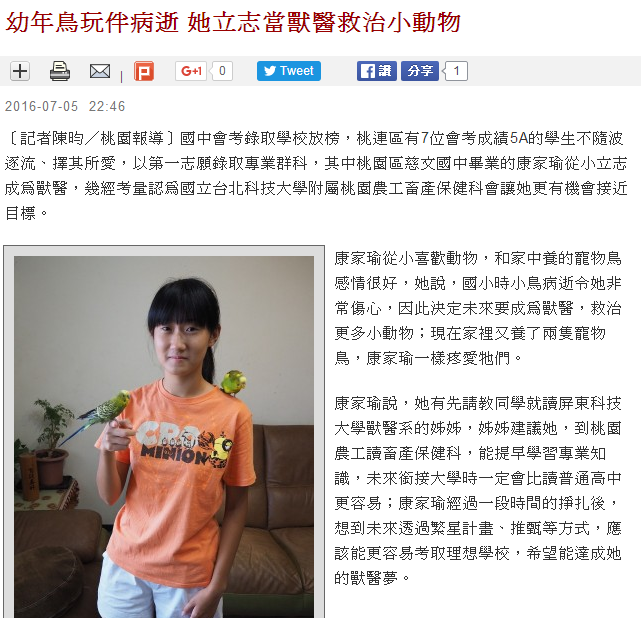 幼年鳥玩伴病逝 她立志當獸醫救治小動物
G+1 0 Tweet 讚 分享 1
2016-07-05 22:46
〔記者陳昀／桃園報導〕國中會考錄取學校放榜，桃連區有7位會考成績5A的學生不隨波
逐流、擇其所愛，以第一志願錄取專業群科，其中桃園區慈文國中畢業的康家瑜從小立志
成為獸醫，幾經考量認為國立台北科技大學附屬桃園農工畜產保健科會讓她更有機會接近
目標。
康家瑜從小喜歡動物，和家中養的寵物鳥
感情很好，她說，國小時小鳥病逝令她非
常傷心，因此決定未來要成為獸醫，救治
更多小動物；現在家裡又養了兩隻寵物
鳥，康家瑜一樣疼愛牠們。
康家瑜說，她有先請教同學就讀屏東科技
大學獸醫系的姊姊，姊姊建議她，到桃園
農工讀畜產保健科，能提早學習專業知
識，未來銜接大學時一定會比讀普通高中
更容易；康家瑜經過一段時間的掙扎後，
想到未來透過繁星計畫、推甄等方式，應
該能更容易考取理想學校，希望能達成她
的獸醫夢。
MINION